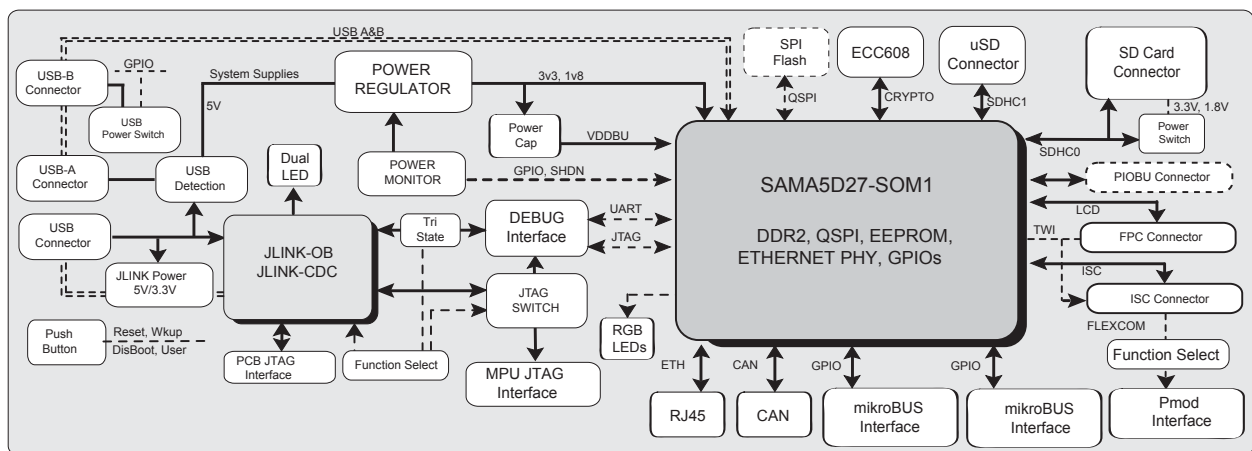 USB A&B
USB-B
Connector
GPIO
USB
Power Switch
System Supplies
5V
POWER
REGULATOR
3v3, 1v8
SPI
Flash
QSPI
ECC608
CRYPTO
uSD
Connector
SDHC1
SD Card
Connector
3.3V, 1.8V
Power
Switch
SDHC0
Power
Cap
VDDBU
USB-A
Connector
USB
Detection
Dual
LED
POWER
MONITOR
GPIO, SHDN
SAMA5D27-SOM1
DDR2, QSPI, EEPROM,
ETHERNET PHY, GPIOs
PIOBU Connector
LCD
TWI
FPC Connector
ISC
ISC Connector
FLEXCOM
Function Select
Pmod
Interface
USB
Connector
JLINK Power
5V/3.3V
JLINK-OB
JLINK-CDC
Tri
State
DEBUG
Interface
UART
JTAG
JTAG
SWITCH
Push
Button
Reset, Wkup
DisBoot, User
PCB JTAG
Interface
Function Select
MPU JTAG
Interface
RGB
LEDs
ETH
RJ45
CAN
CAN
GPIO
mikroBUS
Interface
GPIO
mikroBUS
Interface